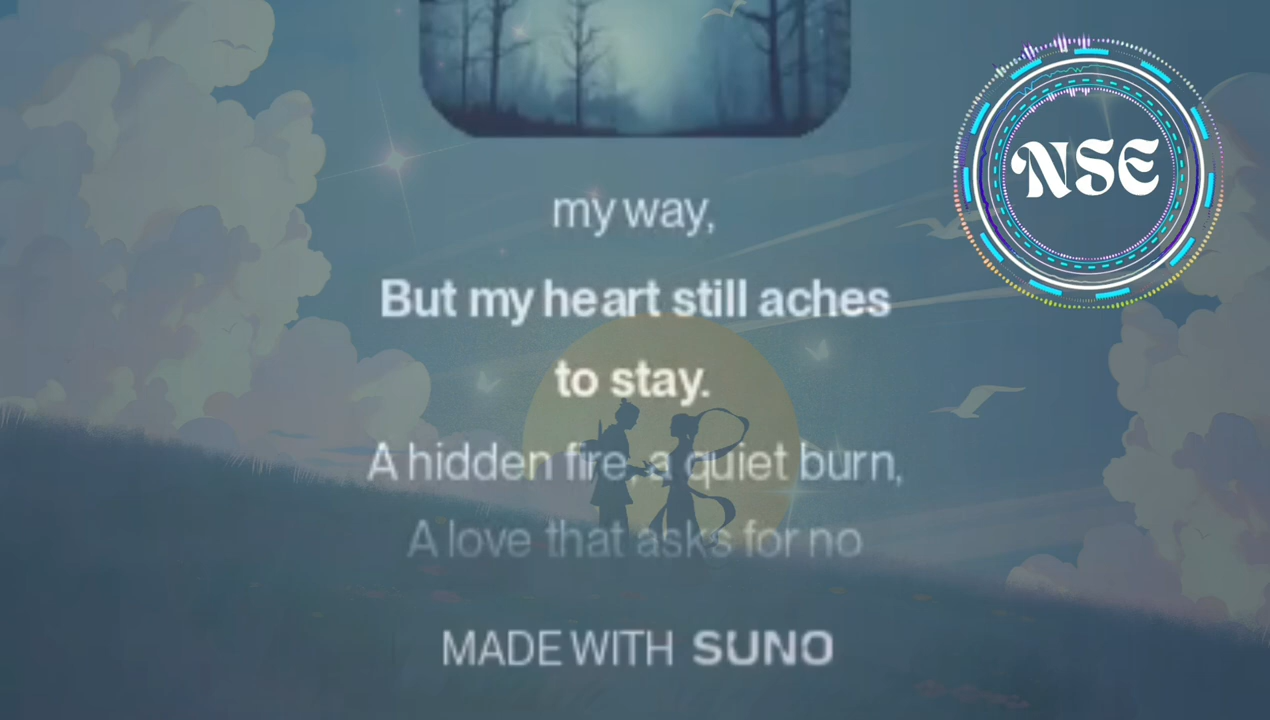 NSE
my way,
But my heart still aches
to stay.
A hidden fire, a quiet burn,
A love that asks for no
MADE WITH SUNO